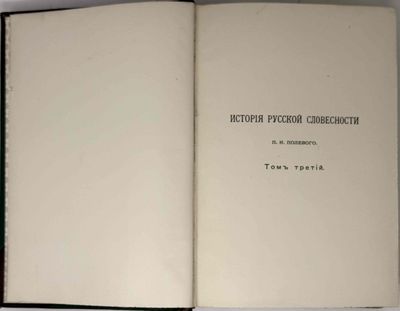 ИСТОРІЯ РУССКОЙ СЛОВЕСНОСТИ
П. Н. ПОЛЕВОГО.
Томъ третій.